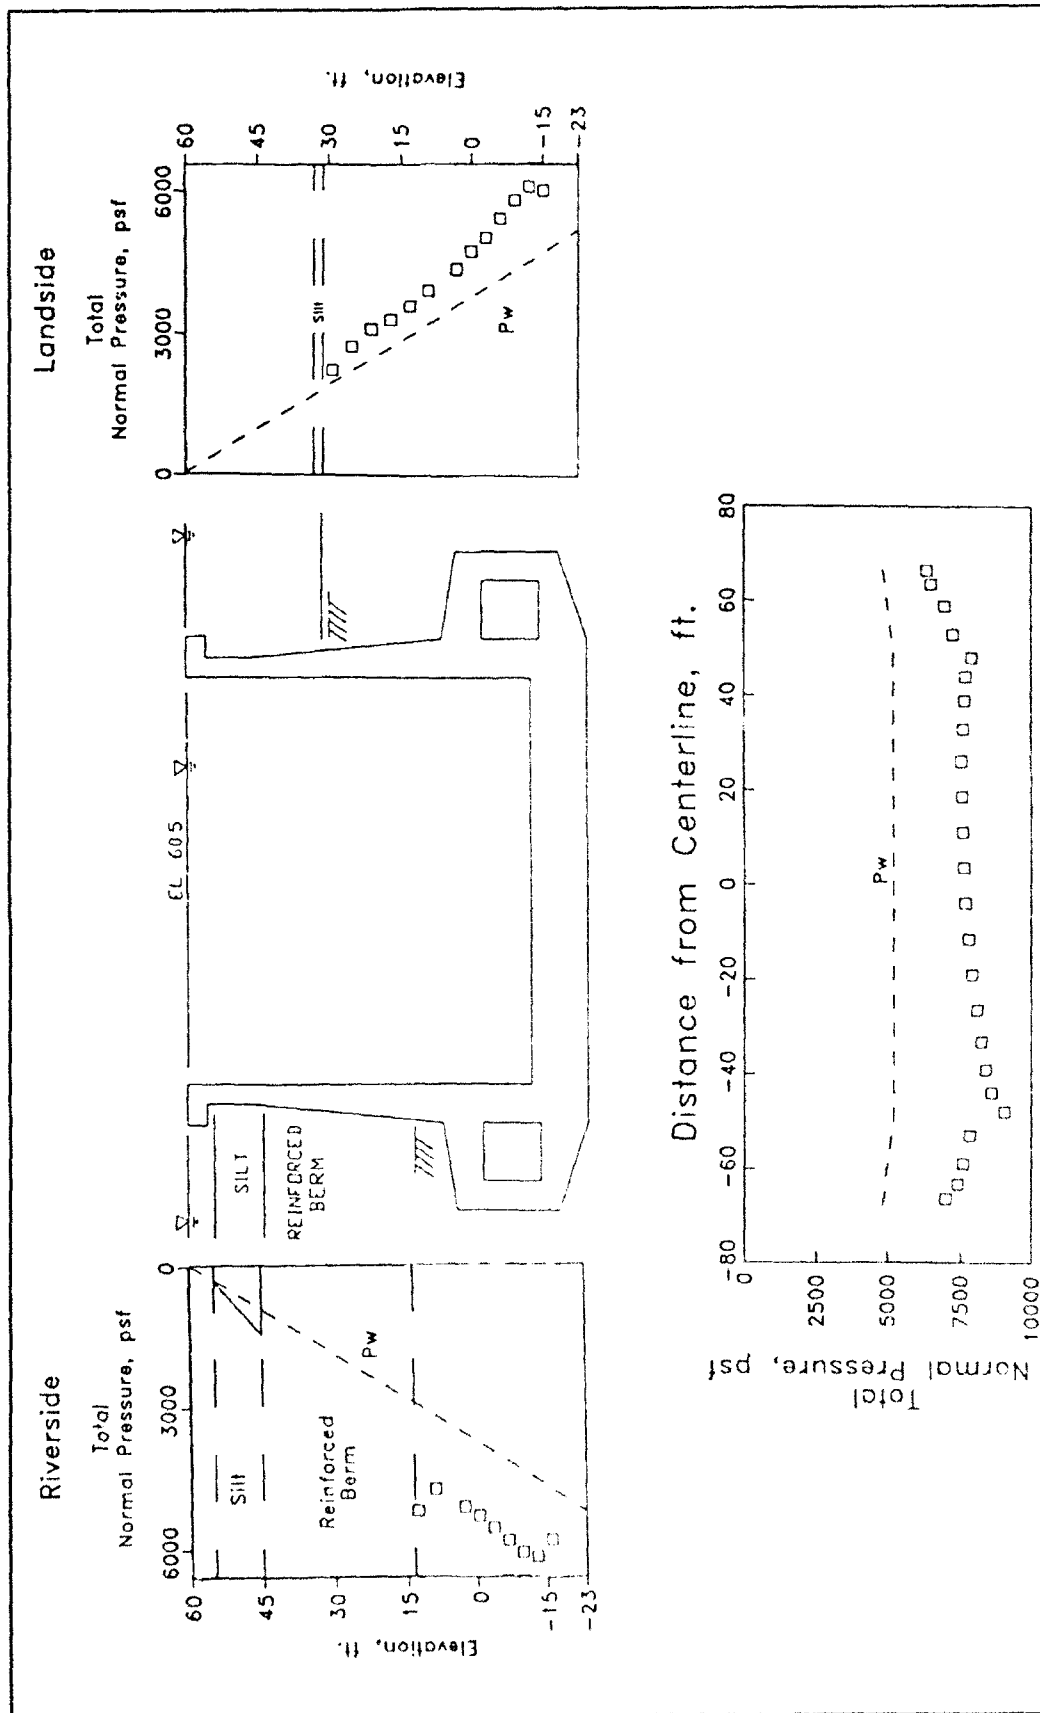 Riverside
Total
Normal Pressure, psf
6000
3000
0
Elevation, ft.
60
45
30
15
0
-15
-23
Silt
Reinforced
Berm
Pw
SILT
REINFORCED
BERM
EL 60.5
Landside
Total
Normal Pressure, psf
0
3000
6000
Elevation, ft.
60
45
30
15
0
-15
-23
Silt
Pw
Distance from Centerline, ft.
-80
-60
-40
-20
0
20
40
60
80
Total
Normal Pressure, psf
0
2500
5000
7500
10000
Pw